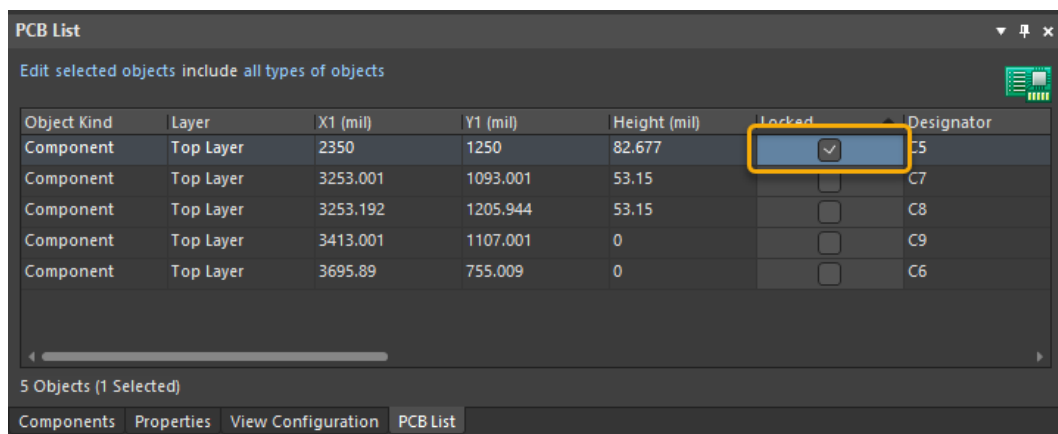 PCB List
Edit selected objects include all types of objects
Object Kind Layer X1 (mil) Y1 (mil) Height (mil) Locked Designator
Component Top Layer 2350 1250 82.677 C5
Component Top Layer 3253.001 1093.001 53.15 C7
Component Top Layer 3253.192 1205.944 53.15 C8
Component Top Layer 3413.001 1107.001 0 C9
Component Top Layer 3695.89 755.009 0 C6
5 Objects (1 Selected)
Components Properties View Configuration PCB List